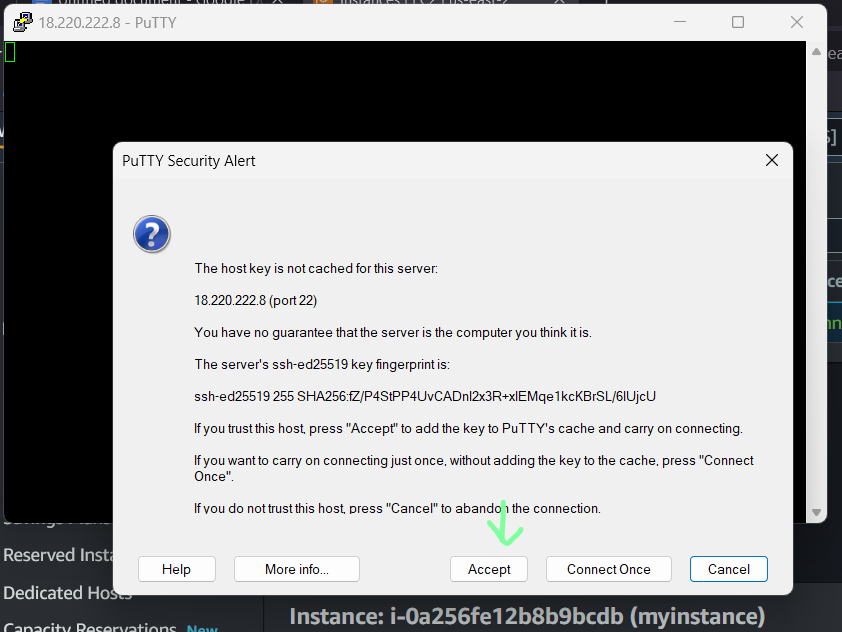 18.220.222.8 - PuTTY
PuTTY Security Alert
The host key is not cached for this server:
18.220.222.8 (port 22)
You have no guarantee that the server is the computer you think it is.
The server's ssh-ed25519 key fingerprint is:
ssh-ed25519 255 SHA256:fZ/P4StPP4UvCADnl2x3R+xlEMqe1kcKBrSL/6lUjcU
If you trust this host, press "Accept" to add the key to PuTTY's cache and carry on connecting.
If you want to carry on connecting just once, without adding the key to the cache, press "Connect
Once".
If you do not trust this host, press "Cancel" to abandon the connection.
Help More info... Accept Connect Once Cancel
Reserved Insta
Dedicated Hosts
Capacity Reservations New
Instance: i-0a256fe12b8b9bcdb (myinstance)